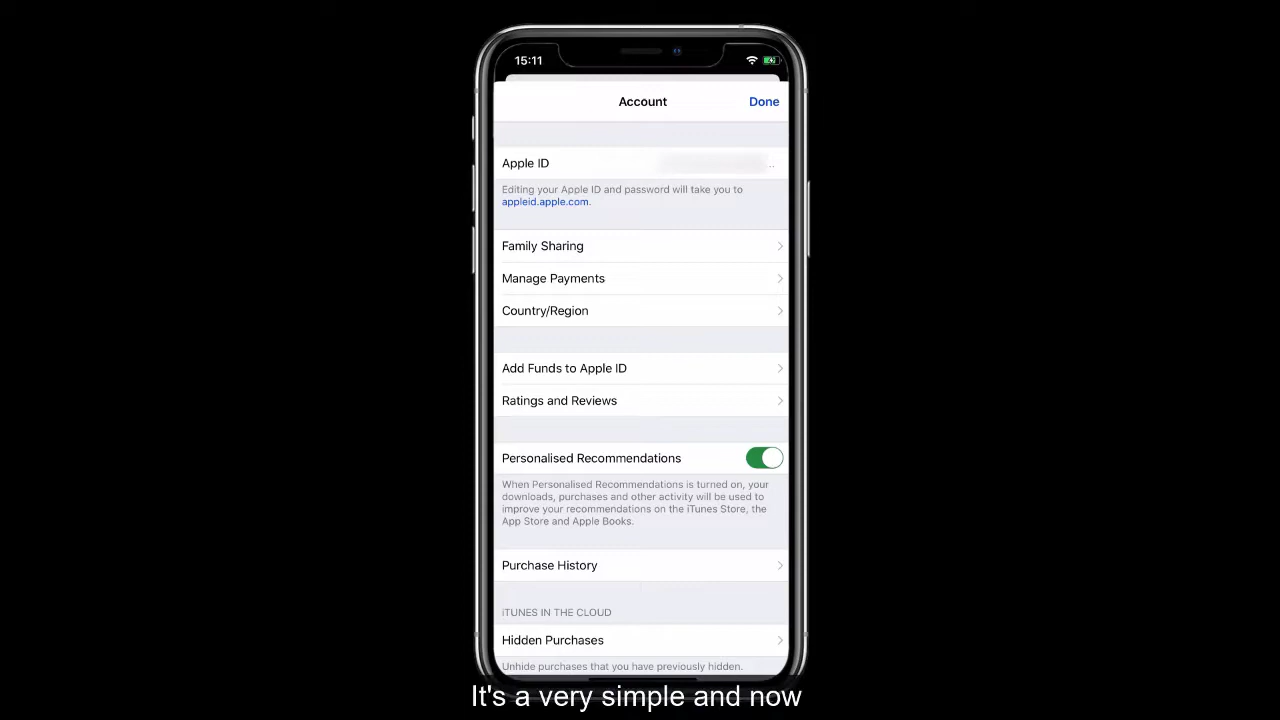 15:11
Account
Done
Apple ID
..
Editing your Apple ID and password will take you to
appleid.apple.com.
Family Sharing
Manage Payments
Country/Region
Add Funds to Apple ID
Ratings and Reviews
Personalised Recommendations
When Personalised Recommendations is turned on, your
downloads, purchases and other activity will be used to
improve your recommendations on the iTunes Store, the
App Store and Apple Books.
Purchase History
iTUNES IN THE CLOUD
Hidden Purchases
Unhide purchases that you have previously hidden.
It's a very simple and now